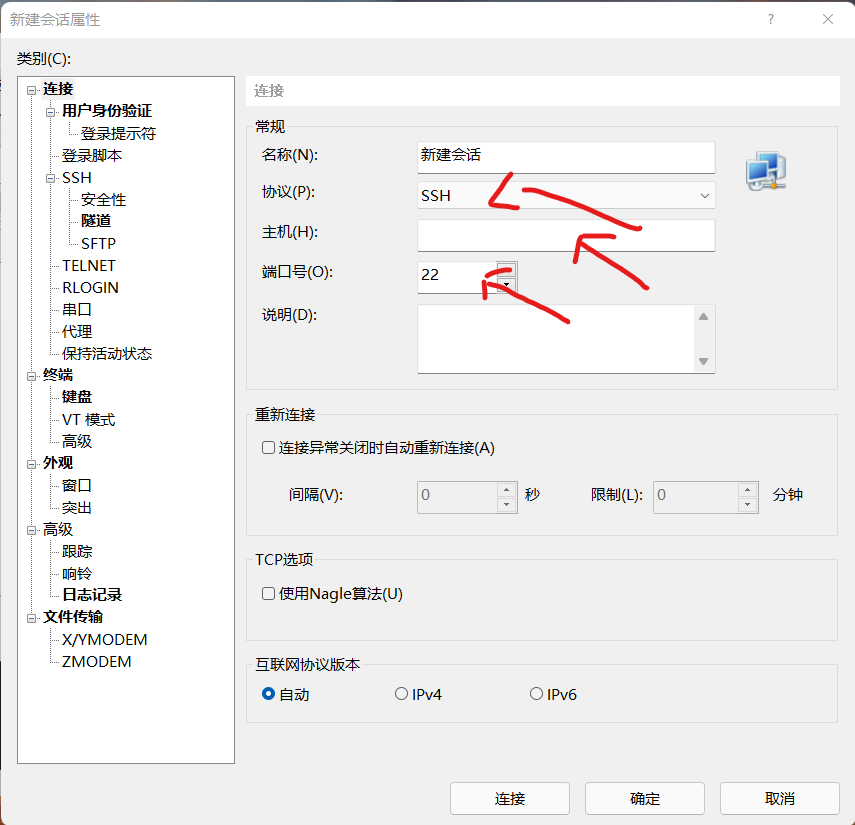 新建会话属性
?
类别(C):
连接
用户身份验证
登录提示符
登录脚本
SSH
安全性
隧道
SFTP
TELNET
RLOGIN
串口
代理
保持活动状态
终端
键盘
VT 模式
高级
外观
窗口
突出
高级
跟踪
响铃
日志记录
文件传输
X/YMODEM
ZMODEM
连接
常规
名称(N): 新建会话
协议(P): SSH
主机(H):
端口号(O): 22
说明(D):
重新连接
连接异常关闭时自动重新连接(A)
间隔(V): 0 秒 限制(L): 0 分钟
TCP选项
使用Nagle算法(U)
互联网协议版本
自动 IPv4 IPv6
连接 确定 取消